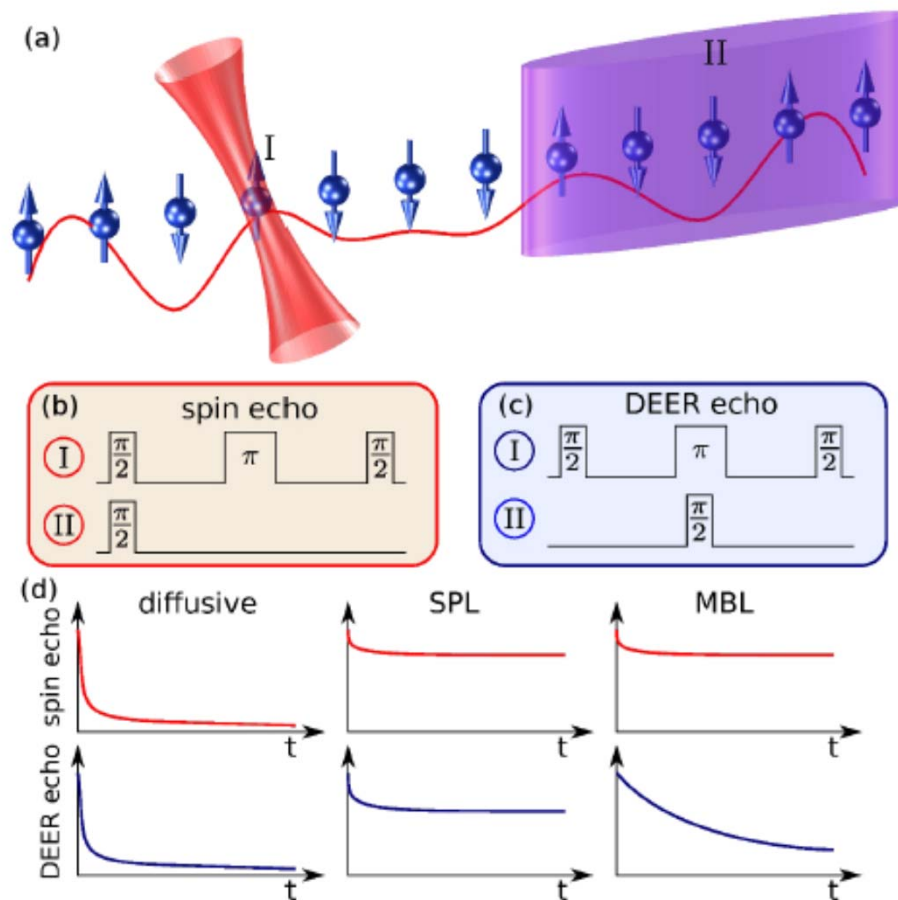 (a)
I
II
(b)
spin echo
I π/2 π π/2
II π/2
(c)
DEER echo
I π/2 π π/2
II π/2
(d)
diffusive SPL MBL
spin echo
t t t
DEER echo
t t t